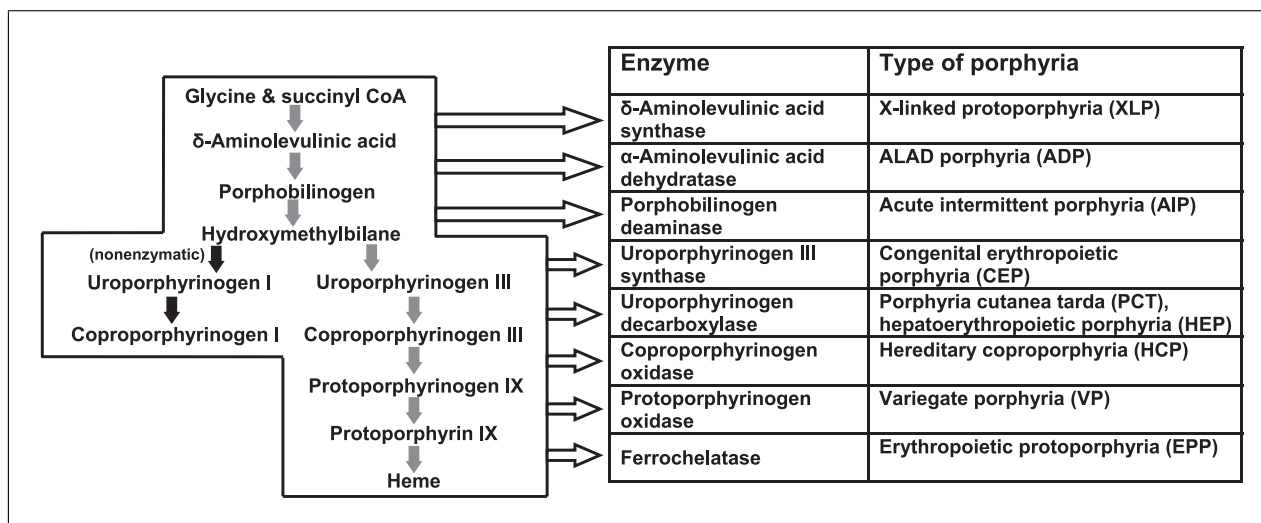 Glycine & succinyl CoA
δ-Aminolevulinic acid
Porphobilinogen
Hydroxymethylbilane
(nonenzymatic)
Uroporphyrinogen I
Uroporphyrinogen III
Coproporphyrinogen I
Coproporphyrinogen III
Protoporphyrinogen IX
Protoporphyrin IX
Heme
Enzyme
Type of porphyria
δ-Aminolevulinic acid
synthase
X-linked protoporphyria (XLP)
α-Aminolevulinic acid
dehydratase
ALAD porphyria (ADP)
Porphobilinogen
deaminase
Acute intermittent porphyria (AIP)
Uroporphyrinogen III
synthase
Congenital erythropoietic
porphyria (CEP)
Uroporphyrinogen
decarboxylase
Porphyria cutanea tarda (PCT),
hepatoerythropoietic porphyria (HEP)
Coproporphyrinogen
oxidase
Hereditary coproporphyria (HCP)
Protoporphyrinogen
oxidase
Variegate porphyria (VP)
Ferrochelatase
Erythropoietic protoporphyria (EPP)